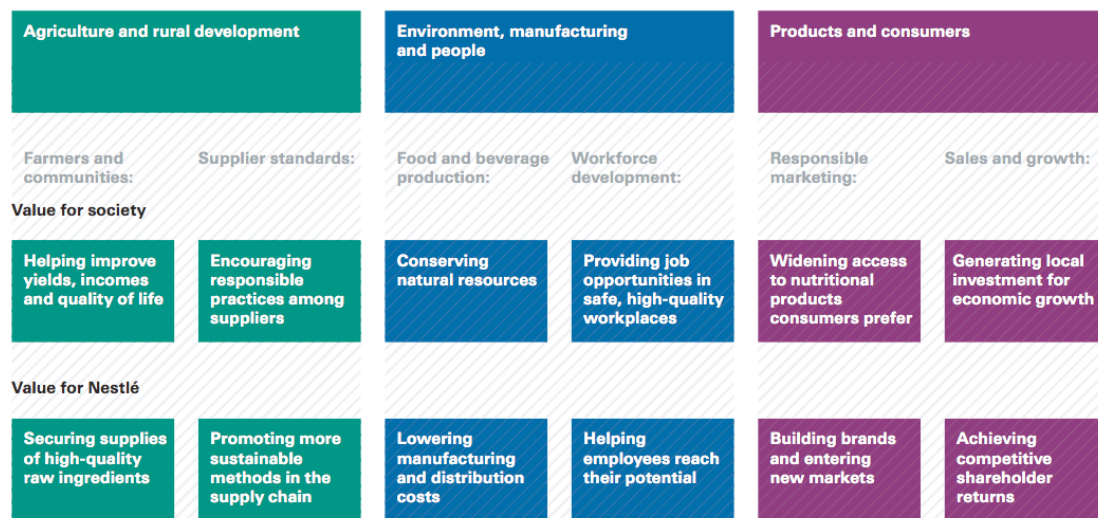 Agriculture and rural development
Environment, manufacturing
and people
Products and consumers
Farmers and
communities:
Supplier standards:
Food and beverage
production:
Workforce
development:
Responsible
marketing:
Sales and growth:
Value for society
Helping improve
yields, incomes
and quality of life
Encouraging
responsible
practices among
suppliers
Conserving
natural resources
Providing job
opportunities in
safe, high-quality
workplaces
Widening access
to nutritional
products
consumers prefer
Generating local
investment for
economic growth
Value for Nestlé
Securing supplies
of high-quality
raw ingredients
Promoting more
sustainable
methods in the
supply chain
Lowering
manufacturing
and distribution
costs
Helping
employees reach
their potential
Building brands
and entering
new markets
Achieving
competitive
shareholder
returns